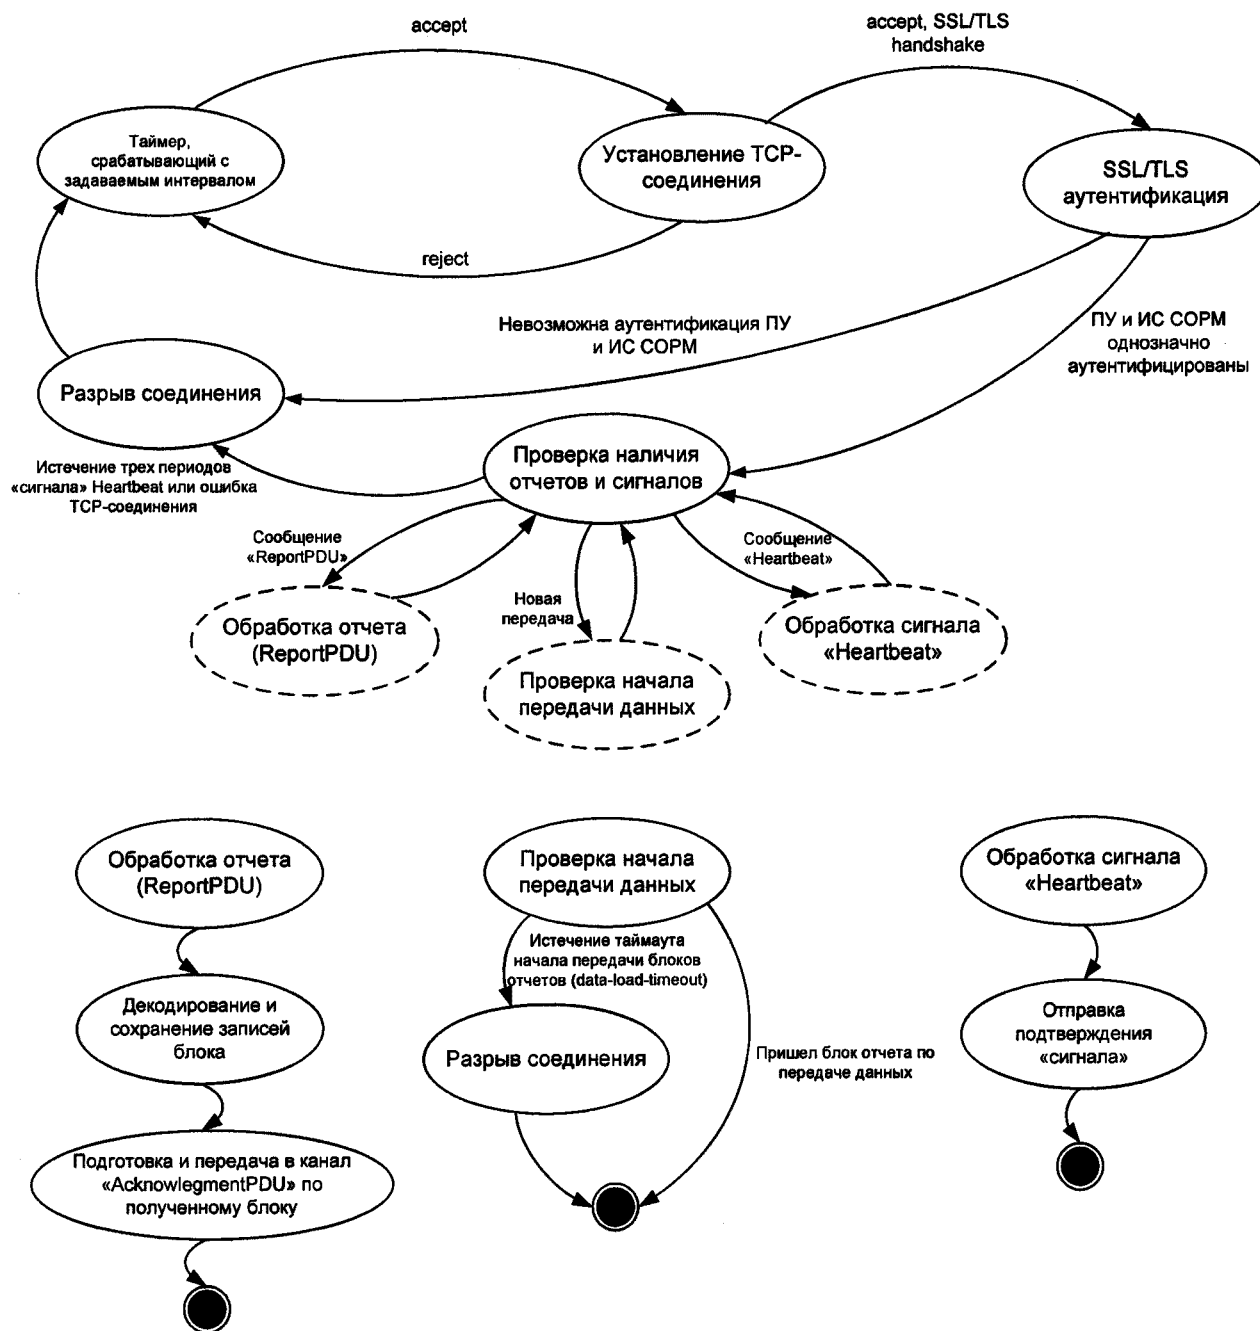 accept
accept, SSL/TLS
handshake
Таймер,
срабатывающий с
задаваемым интервалом
Установление TCP-
соединения
SSL/TLS
аутентификация
reject
Невозможна аутентификация ПУ
и ИС СОРМ
ПУ и ИС СОРМ
однозначно
аутентифицированы
Разрыв соединения
Проверка наличия
отчетов и сигналов
Истечение трех периодов
«сигнала» Heartbeat или ошибка
TCP-соединения
Сообщение
«ReportPDU»
Сообщение
«Heartbeat»
Новая
передача
Обработка отчета
(ReportPDU)
Проверка начала
передачи данных
Обработка сигнала
«Heartbeat»
Обработка отчета
(ReportPDU)
Декодирование и
сохранение записей
блока
Подготовка и передача в канал
«AcknowlegmentPDU» по
полученному блоку
Проверка начала
передачи данных
Истечение таймаута
начала передачи блоков
отчетов (data-load-timeout)
Разрыв соединения
Пришел блок отчета по
передаче данных
Обработка сигнала
«Heartbeat»
Отправка
подтверждения
«сигнала»